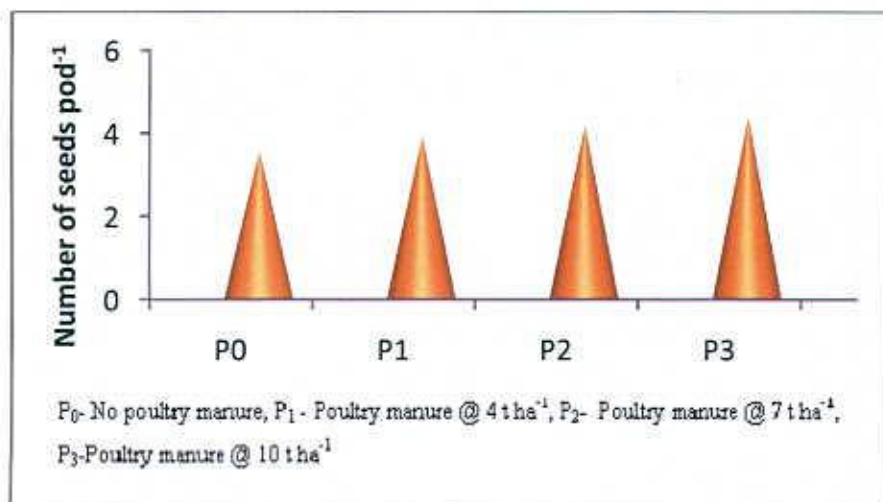 Number of seeds pod⁻¹
6
4
2
0
P0 P1 P2 P3
P₀- No poultry manure, P₁ - Poultry manure @ 4 t ha⁻¹, P₂- Poultry manure @ 7 t ha⁻¹,
P₃-Poultry manure @ 10 t ha⁻¹